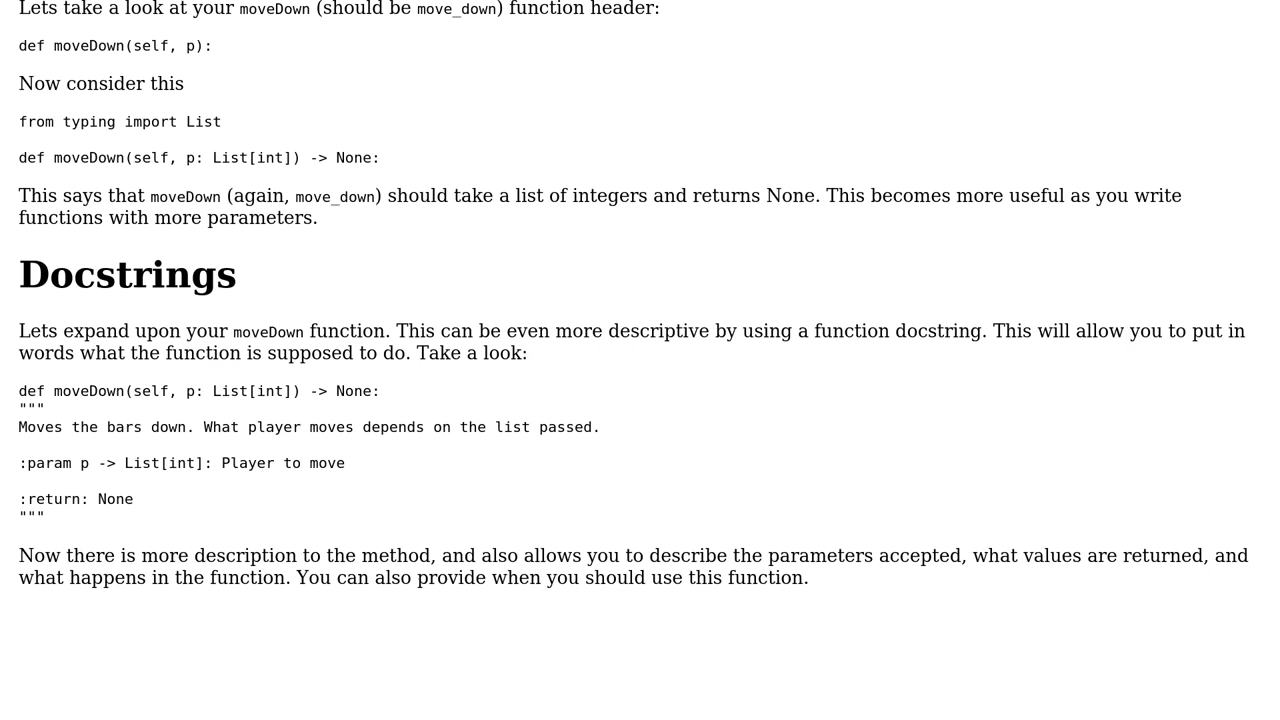 Lets take a look at your moveDown (should be move_down) function header:
def moveDown(self, p):
Now consider this
from typing import List
def moveDown(self, p: List[int]) -> None:
This says that moveDown (again, move_down) should take a list of integers and returns None. This becomes more useful as you write
functions with more parameters.
Docstrings
Lets expand upon your moveDown function. This can be even more descriptive by using a function docstring. This will allow you to put in
words what the function is supposed to do. Take a look:
def moveDown(self, p: List[int]) -> None:
"""
Moves the bars down. What player moves depends on the list passed.
:param p -> List[int]: Player to move
:return: None
"""
Now there is more description to the method, and also allows you to describe the parameters accepted, what values are returned, and
what happens in the function. You can also provide when you should use this function.